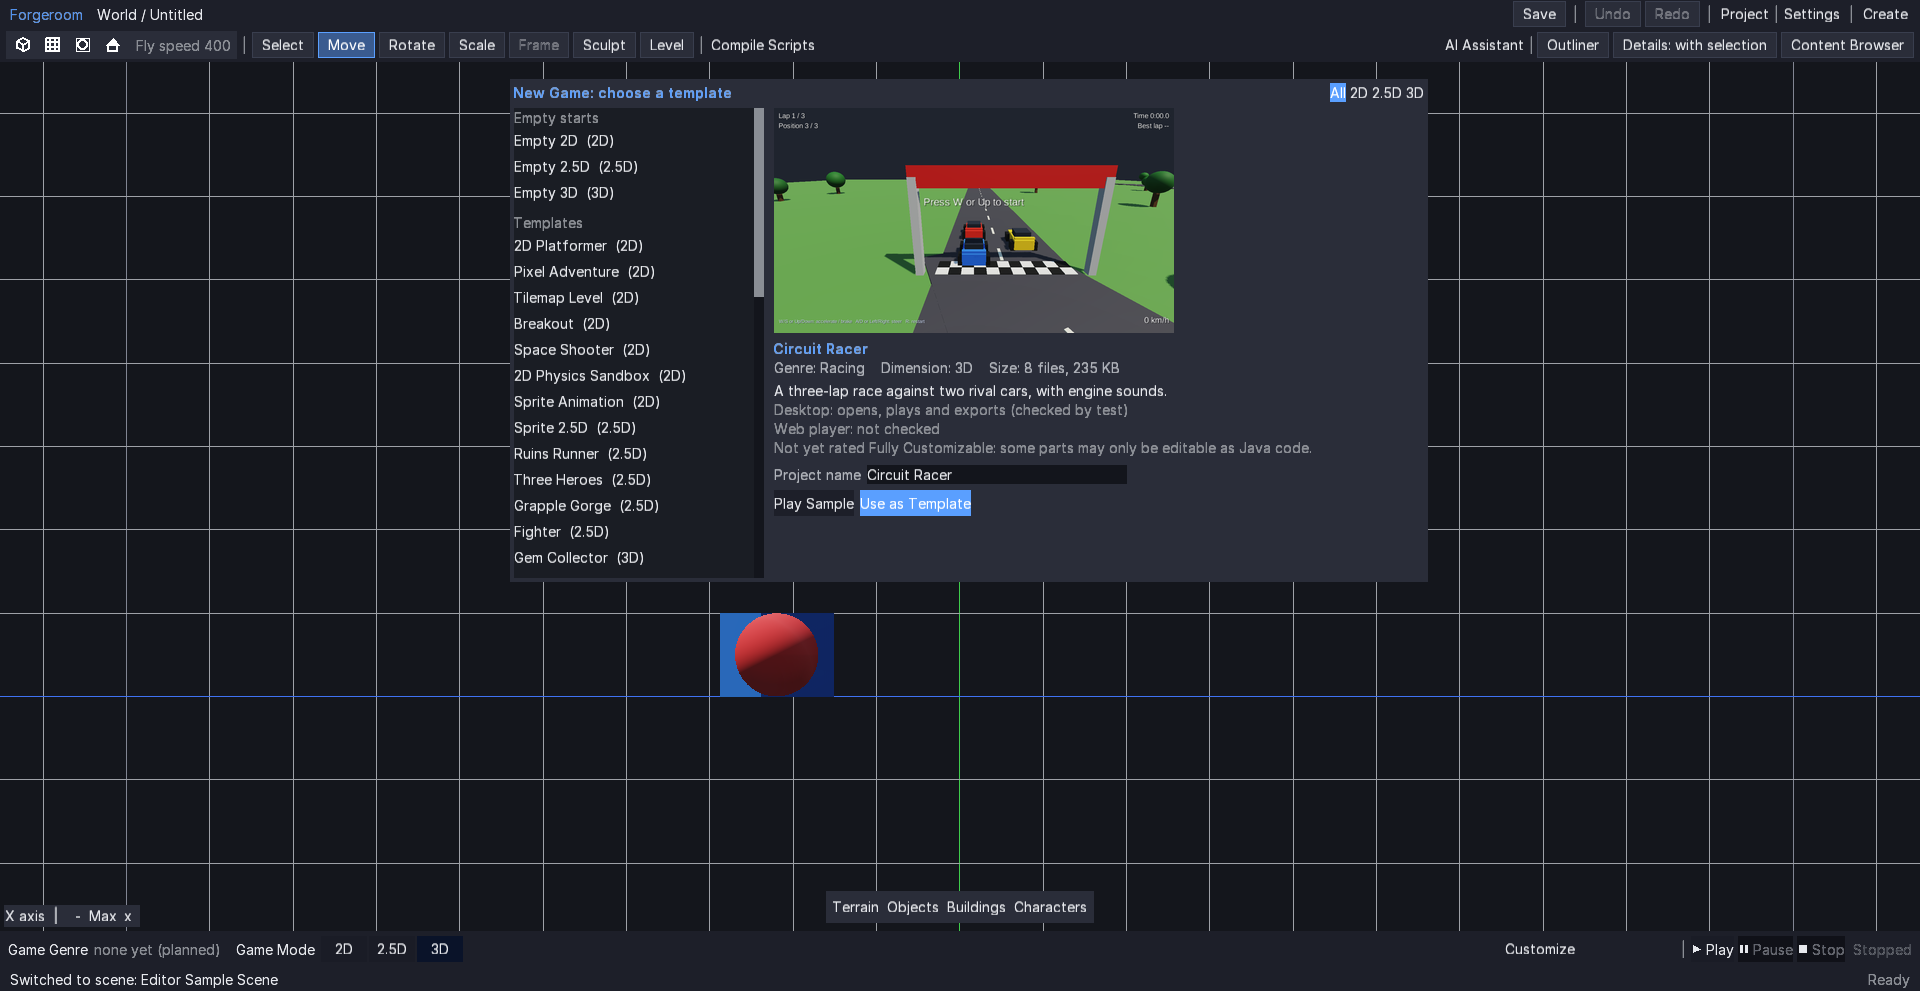 Forgeroom World / Untitled Save Undo Redo Project Settings Create
Fly speed 400 Select Move Rotate Scale Frame Sculpt Level Compile Scripts AI Assistant Outliner Details: with selection Content Browser
New Game: choose a template All 2D 2.5D 3D
Empty starts
Empty 2D (2D)
Empty 2.5D (2.5D)
Empty 3D (3D)
Templates
2D Platformer (2D)
Pixel Adventure (2D)
Tilemap Level (2D)
Breakout (2D)
Space Shooter (2D)
2D Physics Sandbox (2D)
Sprite Animation (2D)
Sprite 2.5D (2.5D)
Ruins Runner (2.5D)
Three Heroes (2.5D)
Grapple Gorge (2.5D)
Fighter (2.5D)
Gem Collector (3D)
Lap 1 / 3 Time 0:00.0
Position 3 / 3 Best lap --
Press W or Up to start
0 km/h
Circuit Racer
Genre: Racing Dimension: 3D Size: 8 files, 235 KB
A three-lap race against two rival cars, with engine sounds.
Desktop: opens, plays and exports (checked by test)
Web player: not checked
Not yet rated Fully Customizable: some parts may only be editable as Java code.
Project name Circuit Racer
Play Sample Use as Template
Terrain Objects Buildings Characters
X axis | - Max x
Game Genre none yet (planned) Game Mode 2D 2.5D 3D Customize Play Pause Stop Stopped
Switched to scene: Editor Sample Scene Ready